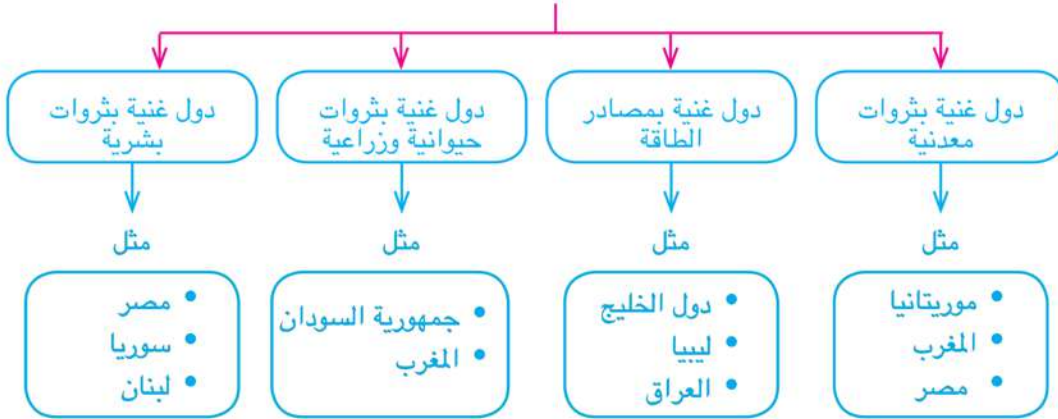 دول غنية بثروات
معدنية
دول غنية بمصادر
الطاقة
دول غنية بثروات
حيوانية وزراعية
دول غنية بثروات
بشرية
مثل
مثل
مثل
مثل
• موريتانيا
• المغرب
• مصر
• دول الخليج
• ليبيا
• العراق
• جمهورية السودان
• المغرب
• مصر
• سوريا
• لبنان